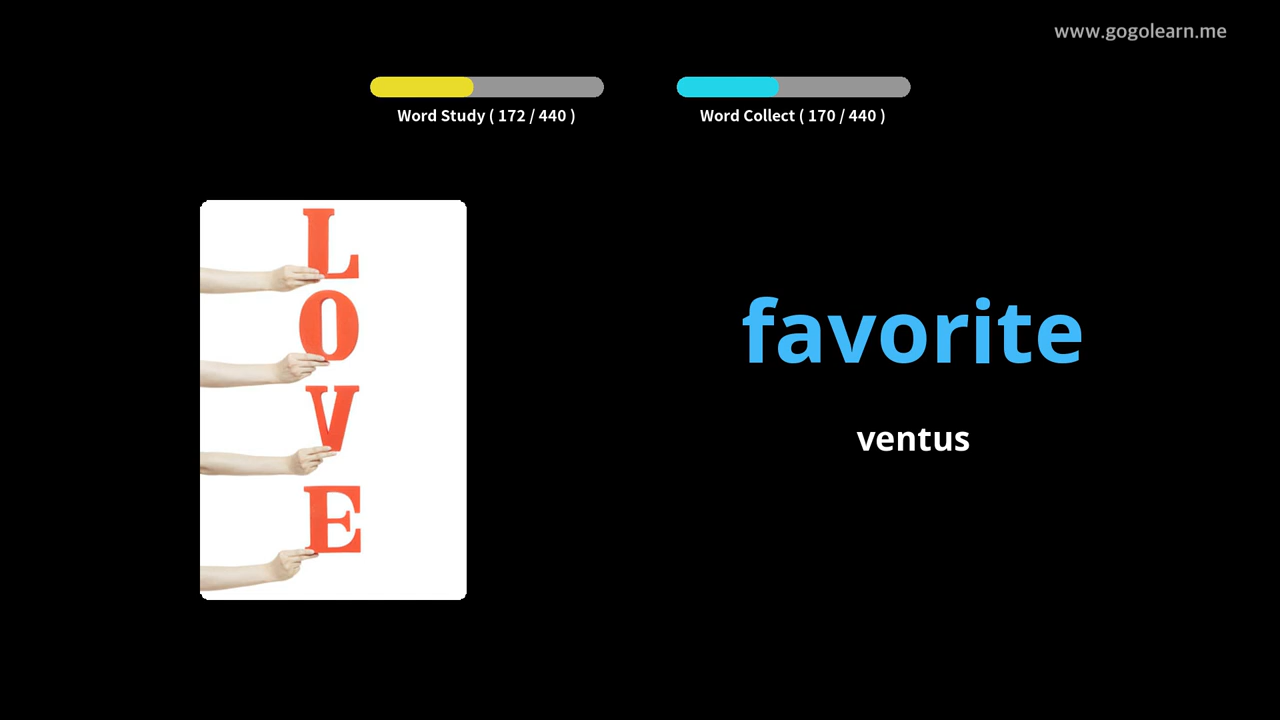 www.gogolearn.me
Word Study ( 172 / 440 )
Word Collect ( 170 / 440 )
L
O
V
E
favorite
ventus